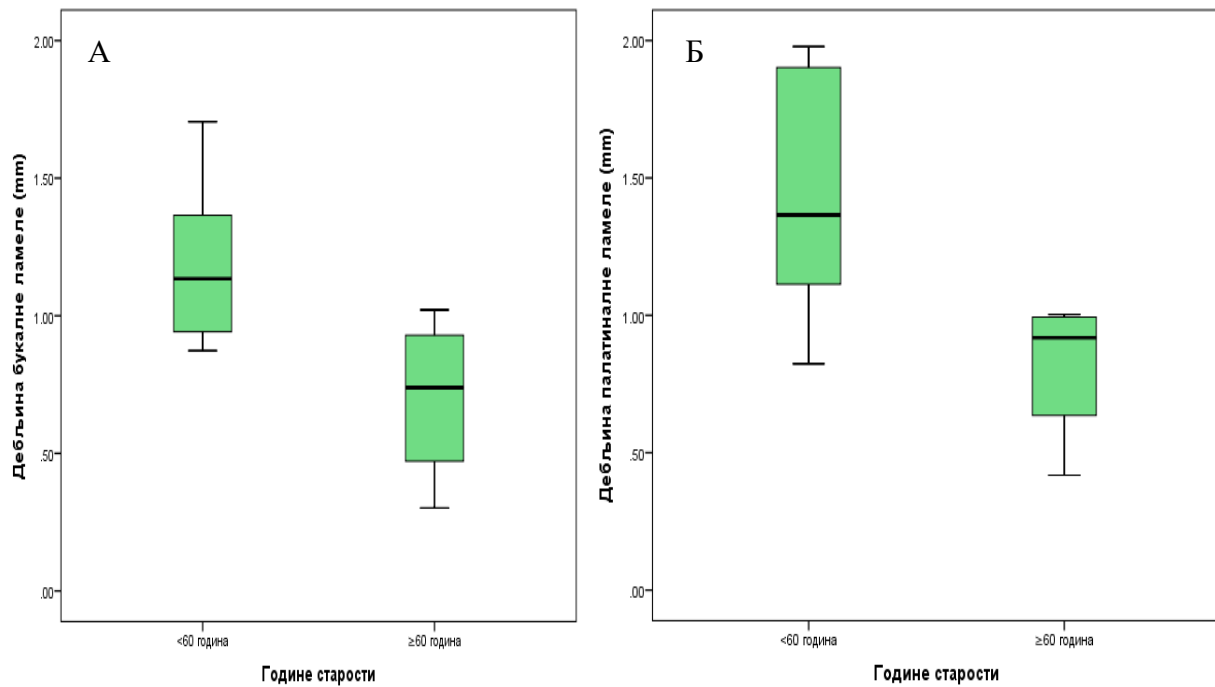 А
Дебљина букалне ламеле (mm)
2.00
1.50
1.00
.50
.00
<60 година
≥60 година
Године старости
Б
Дебљина палатиналне ламеле (mm)
2.00
1.50
1.00
.50
.00
<60 година
≥60 година
Године старости